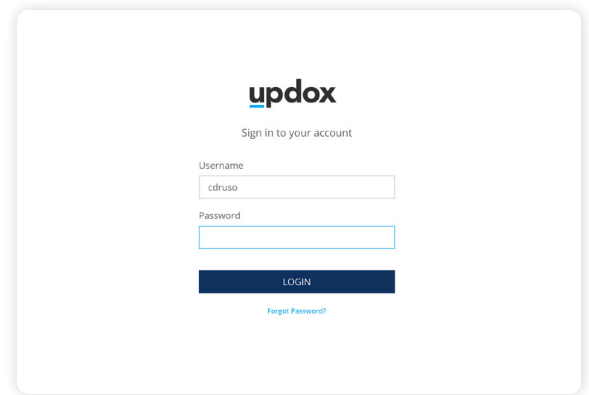 updox
Sign in to your account
Username
cdruso
Password
LOGIN
Forgot Password?